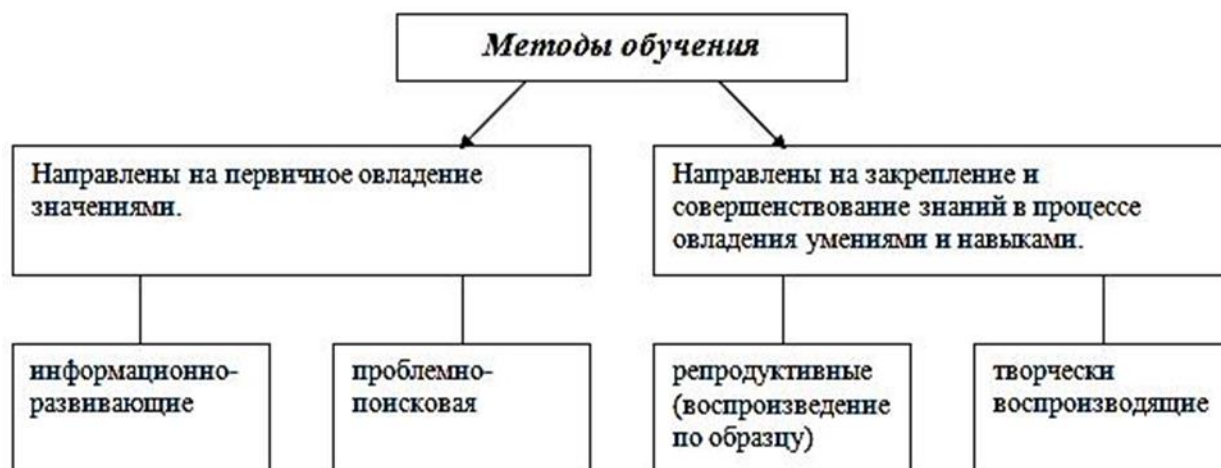 Методы обучения
Направлены на первичное овладение
значениями.
Направлены на закрепление и
совершенствование знаний в процессе
овладения умениями и навыками.
информационно-
развивающие
проблемно-
поисковая
репродуктивные
(воспроизведение
по образцу)
творчески
воспроизводящие